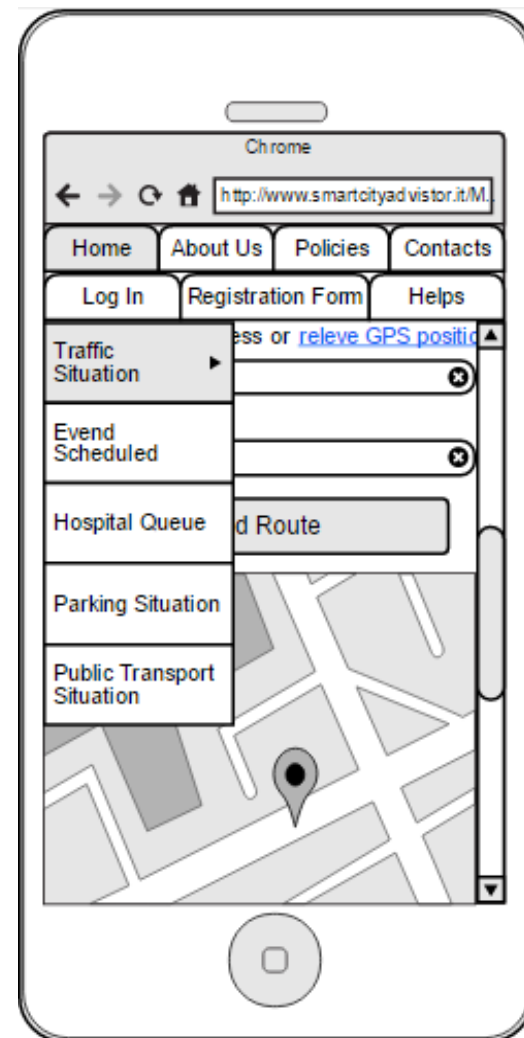 Chrome
http://www.smartcityadvistor.it/M..
Home About Us Policies Contacts
Log In Registration Form Helps
ess or releve GPS positio
Traffic
Situation
Evend
Scheduled
Hospital Queue
d Route
Parking Situation
Public Transport
Situation